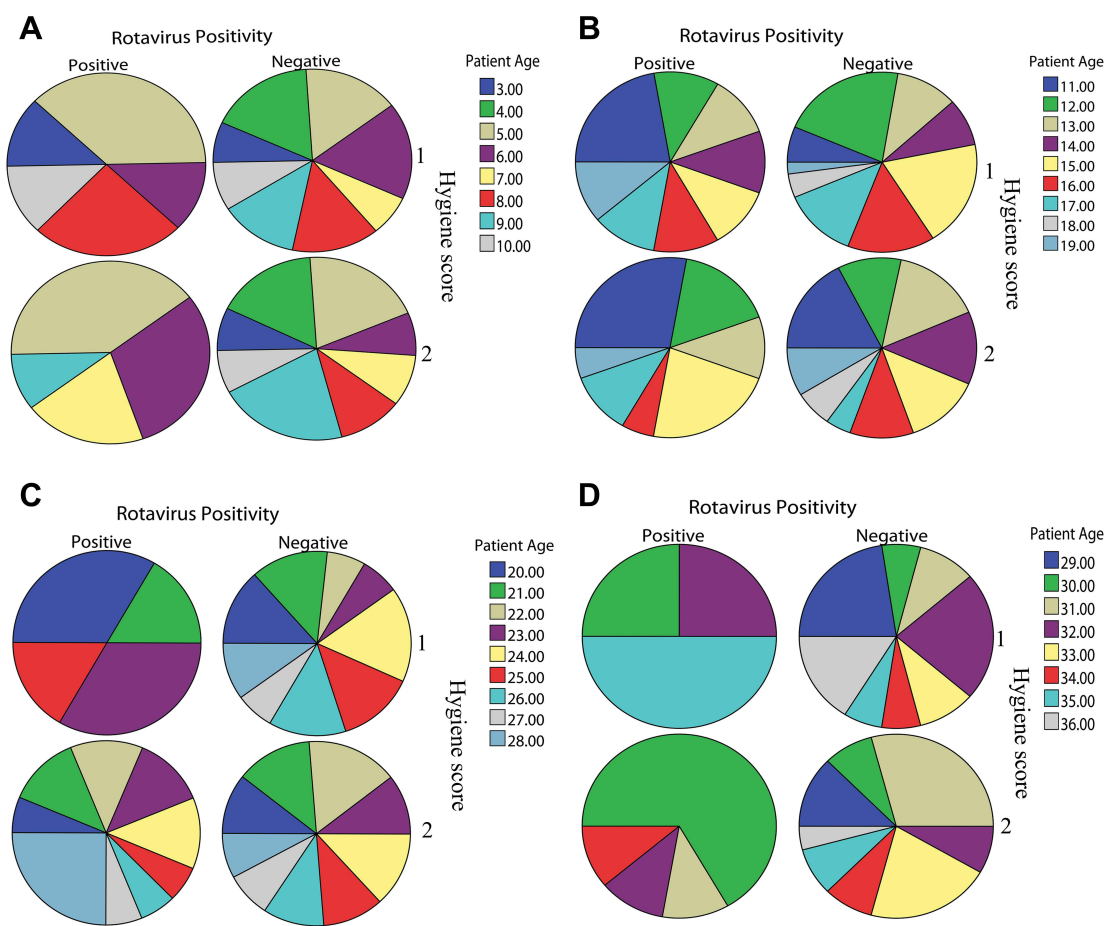 A
Rotavirus Positivity
Positive
Negative
Patient Age
3.00
4.00
5.00
6.00
7.00
8.00
9.00
10.00
1
2
Hygiene score
B
Rotavirus Positivity
Positive
Negative
Patient Age
11.00
12.00
13.00
14.00
15.00
16.00
17.00
18.00
19.00
1
2
Hygiene score
C
Rotavirus Positivity
Positive
Negative
Patient Age
20.00
21.00
22.00
23.00
24.00
25.00
26.00
27.00
28.00
1
2
Hygiene score
D
Rotavirus Positivity
Positive
Negative
Patient Age
29.00
30.00
31.00
32.00
33.00
34.00
35.00
36.00
1
2
Hygiene score